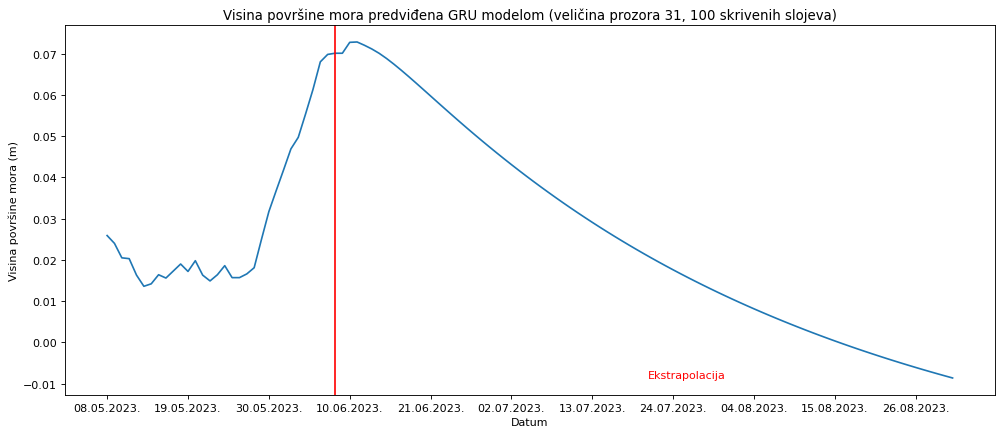 Visina površine mora predviđena GRU modelom (veličina prozora 31, 100 skrivenih slojeva)
Visina površine mora (m)
0.07
0.06
0.05
0.04
0.03
0.02
0.01
0.00
−0.01
Ekstrapolacija
08.05.2023. 19.05.2023. 30.05.2023. 10.06.2023. 21.06.2023. 02.07.2023. 13.07.2023. 24.07.2023. 04.08.2023. 15.08.2023. 26.08.2023.
Datum